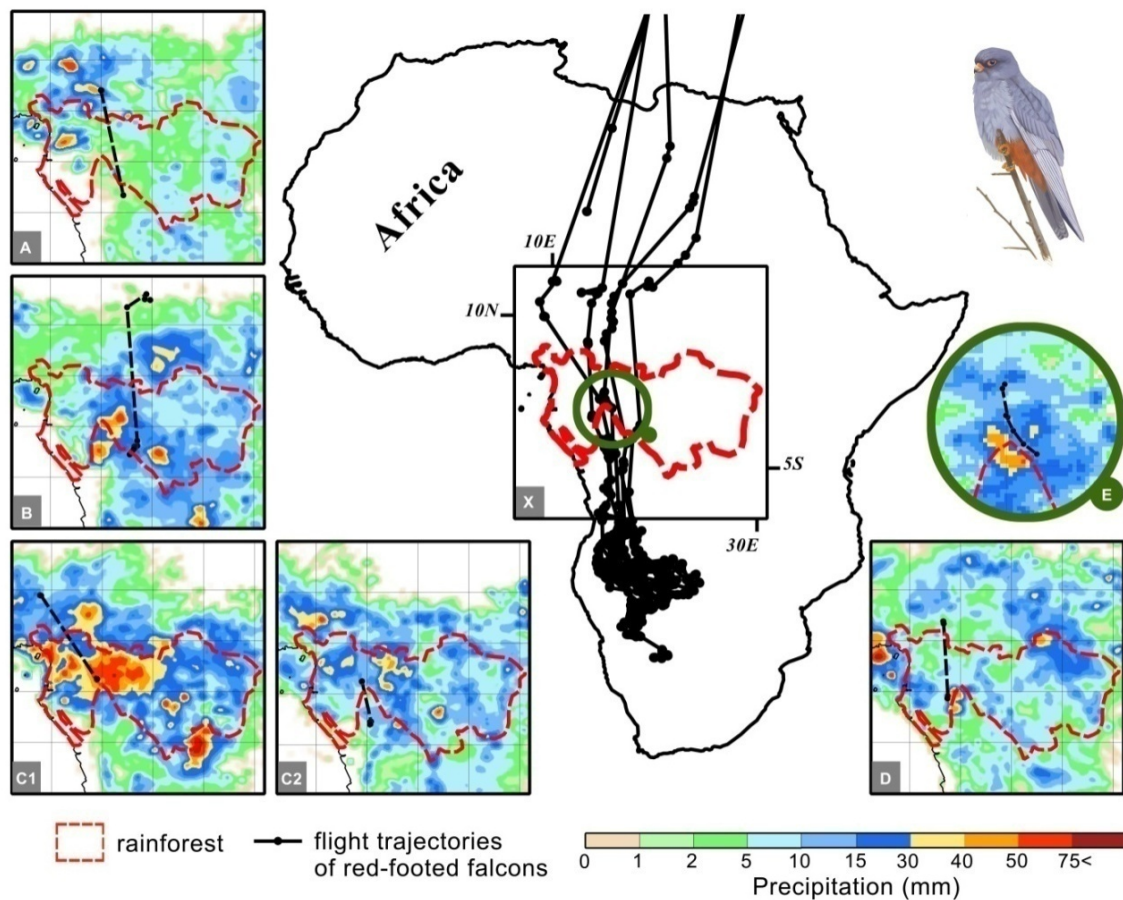 A
B
C1
C2
Africa
10E
10N
X
5S
30E
E
D
rainforest
flight trajectories
of red-footed falcons
0 1 2 5 10 15 30 40 50 75<
Precipitation (mm)